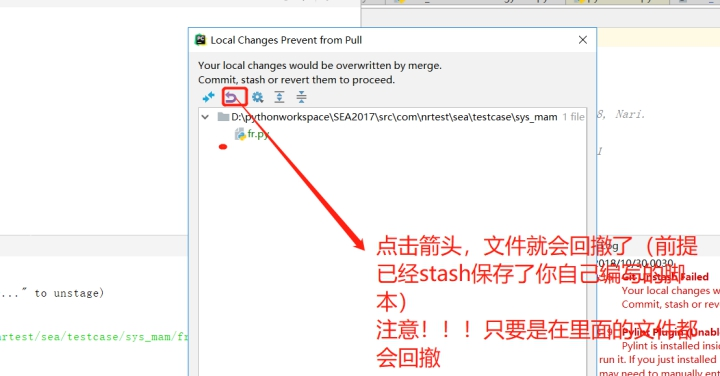 Local Changes Prevent from Pull
Your local changes would be overwritten by merge.
Commit, stash or revert them to proceed.
D:\pythonworkspace\SEA2017\src\com\nrtest\sea\testcase\sys_mam 1 file
fr.py
8, Nari.
点击箭头，文件就会回撤了（前提
已经stash保存了你自己编写的脚
本）
注意！！！只要是在里面的文件都
会回撤
..." to unstage)
artest/sea/testcase/sys_mam/fr
2018/10/30 0030
Git Unstash Failed
Your local changes w
Commit, stash or reve
Pylint Plugin (Unable
Pylint is installed insid
run it. If you just installed
may need to manually ent